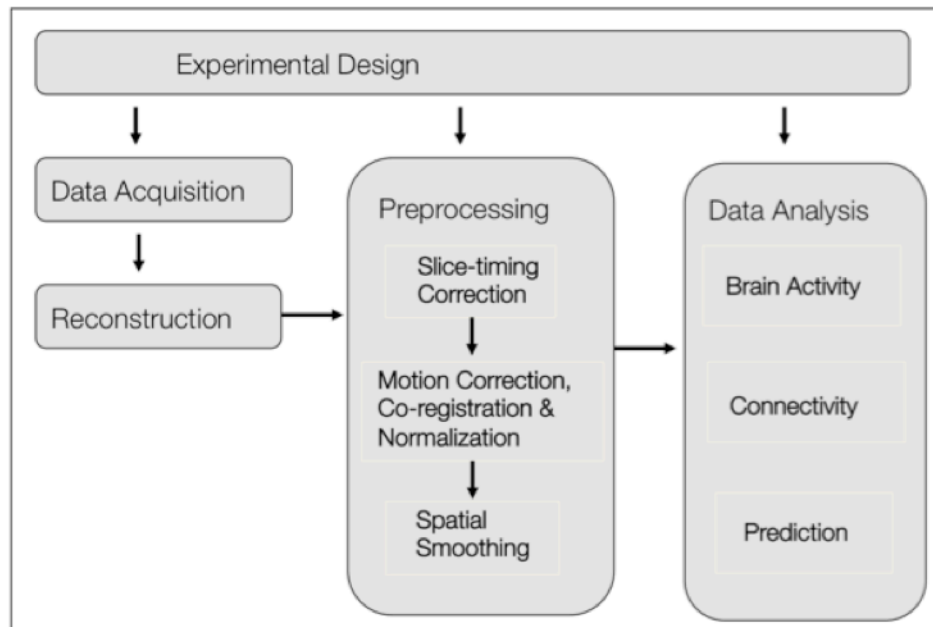 Experimental Design
Data Acquisition
Reconstruction
Preprocessing
Slice-timing
Correction
Motion Correction,
Co-registration &
Normalization
Spatial
Smoothing
Data Analysis
Brain Activity
Connectivity
Prediction